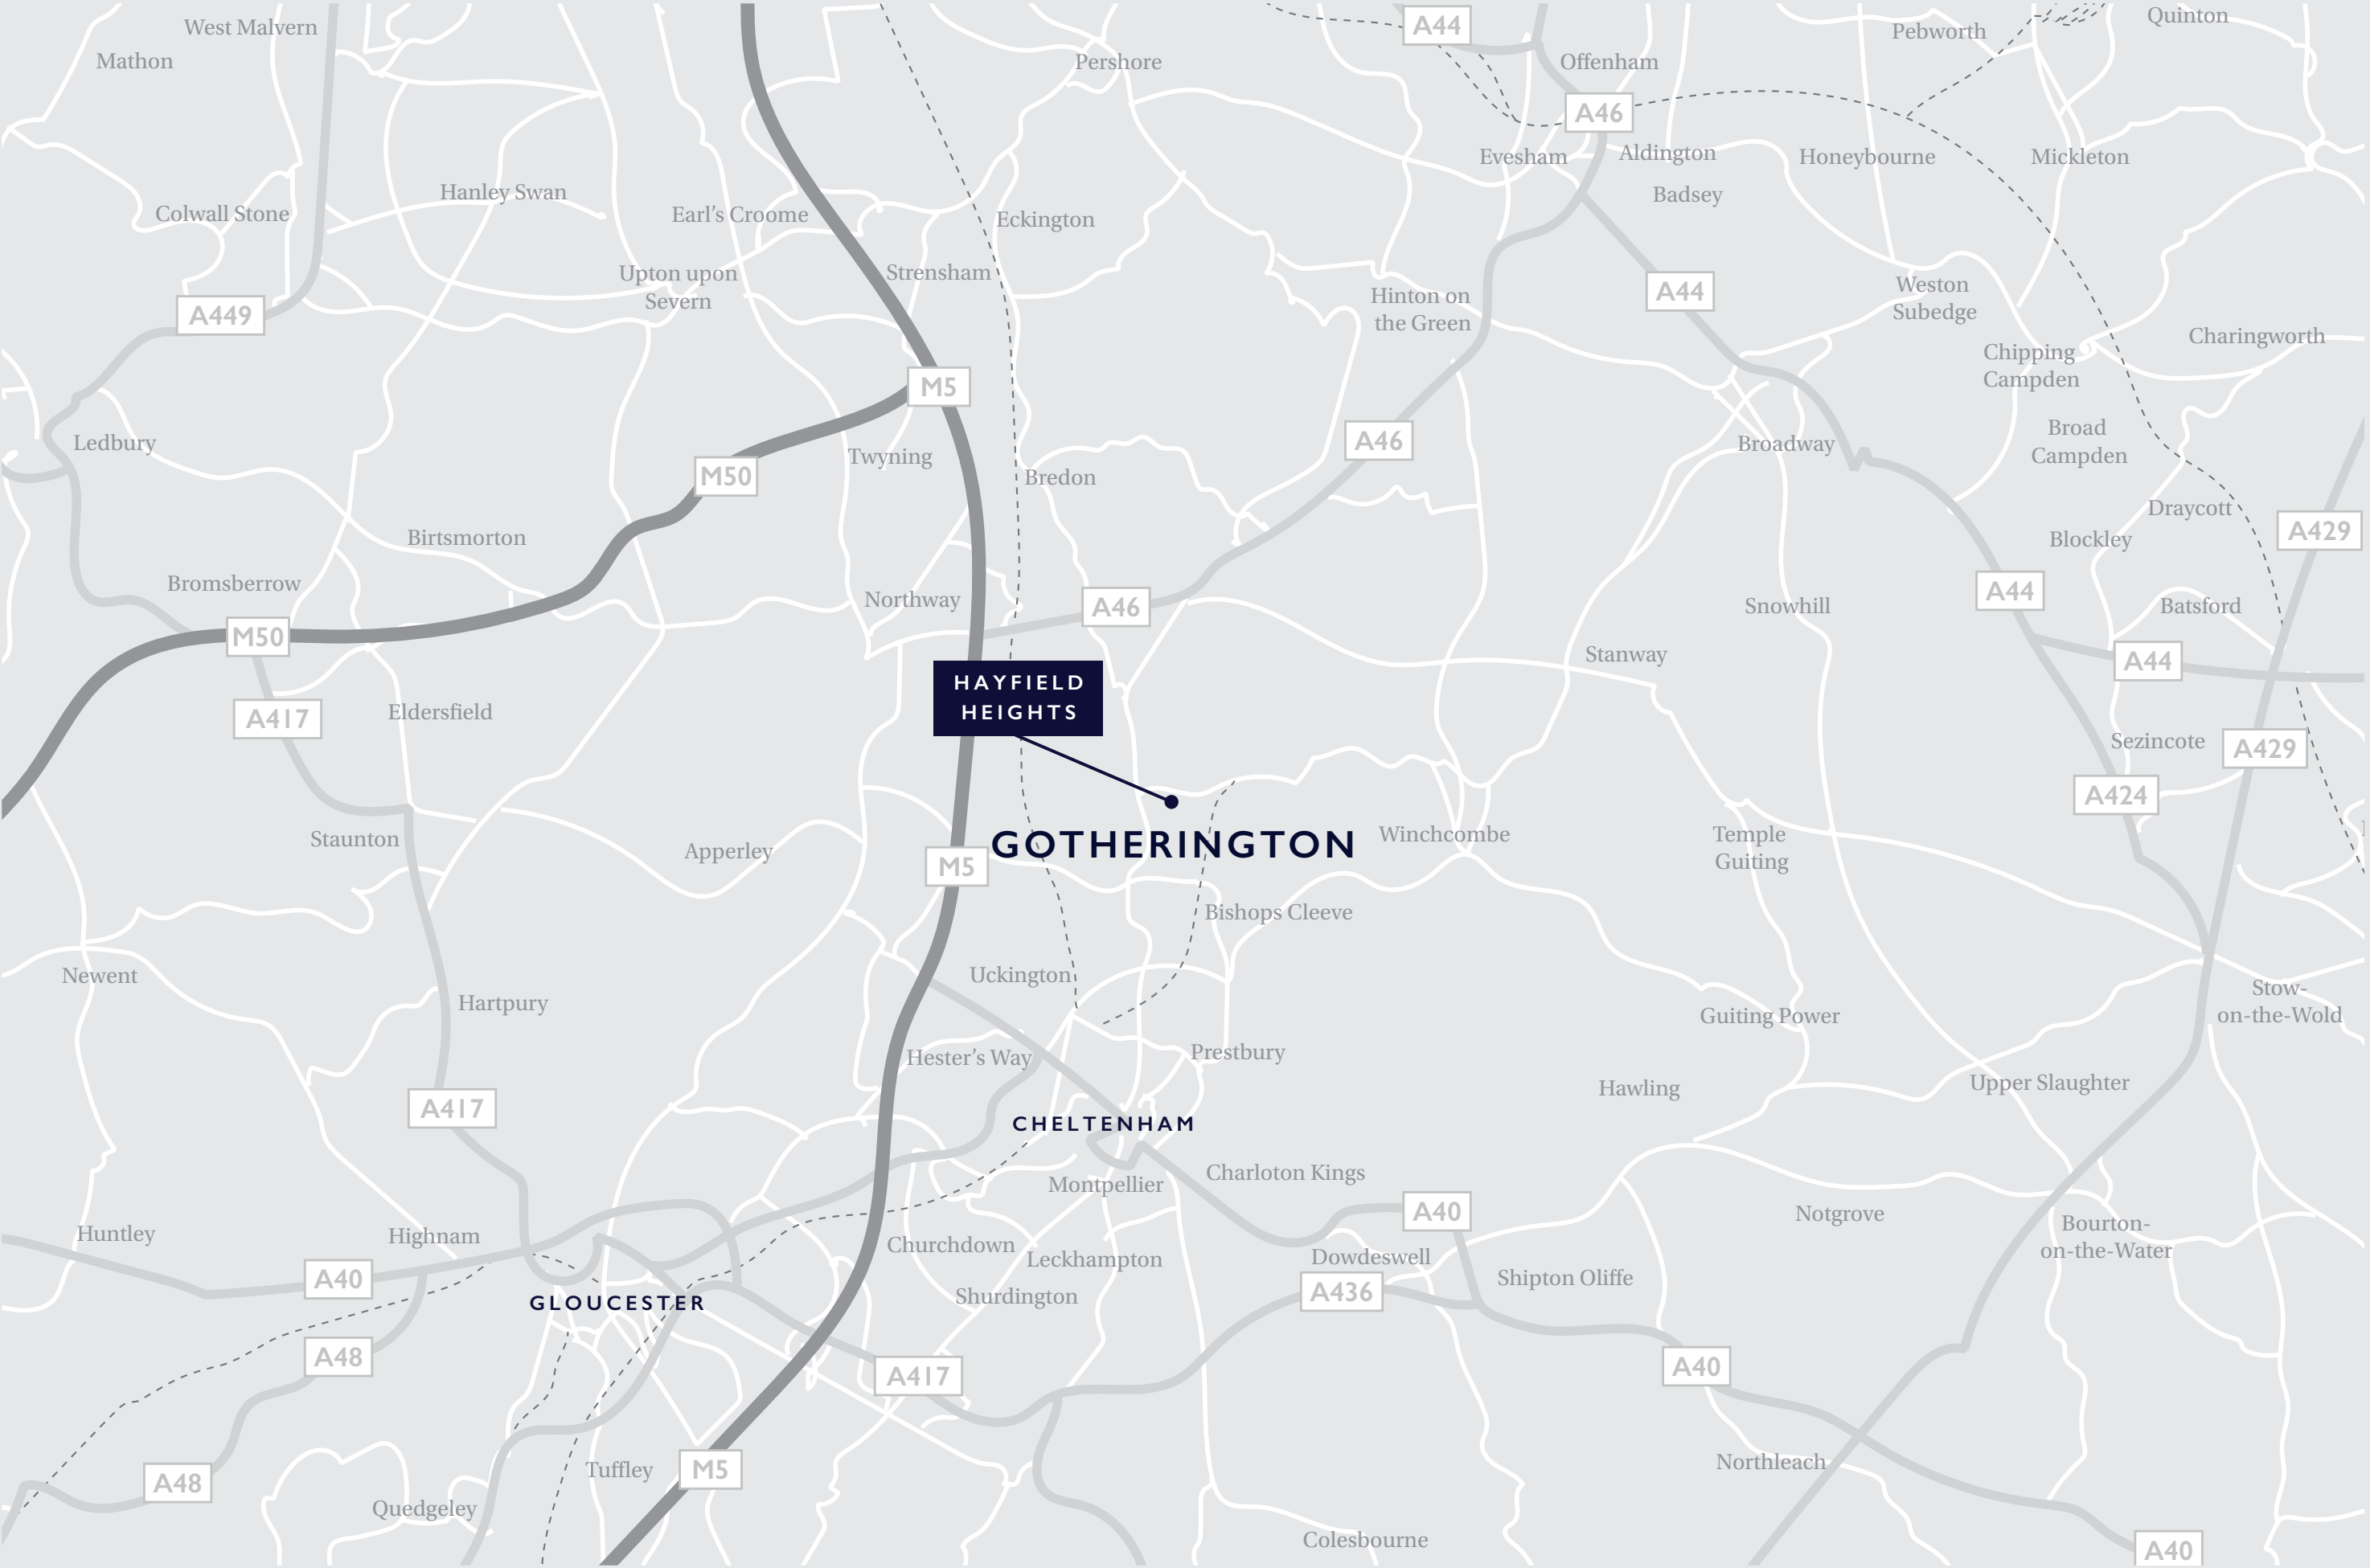 A44
Quinton
West Malvern
Pebworth
Mathon
Pershore
Offenham
A46
Evesham
Aldington
Honeybourne
Mickleton
Hanley Swan
Badsey
Colwall Stone
Earl's Croome
Eckington
Upton upon
Severn
Strensham
A44
Weston
Subedge
Hinton on
the Green
A449
Charingworth
Chipping
Campden
M5
Broad
Campden
A46
Broadway
Ledbury
Twyning
M50
Bredon
Draycott
A429
Birtsmorton
Blockley
Bromsberrow
A44
Northway
A46
Snowhill
Batsford
M50
Stanway
A44
HAYFIELD
HEIGHTS
A417
Eldersfield
Sezincote
A429
A424
Staunton
Apperley
GOTHERINGTON
Winchcombe
Temple
Guiting
M5
Bishops Cleeve
Newent
Uckington
Stow-
on-the-Wold
Hartpury
Guiting Power
Hester's Way
Prestbury
Upper Slaughter
Hawling
A417
CHELTENHAM
Charloton Kings
Montpellier
A40
Notgrove
Huntley
Highnam
Bourton-
on-the-Water
Churchdown
Leckhampton
Dowdeswell
A40
Shipton Oliffe
A436
GLOUCESTER
Shurdington
A48
A417
A40
Tuffley
M5
Northleach
A48
Quedgeley
Colesbourne
A40